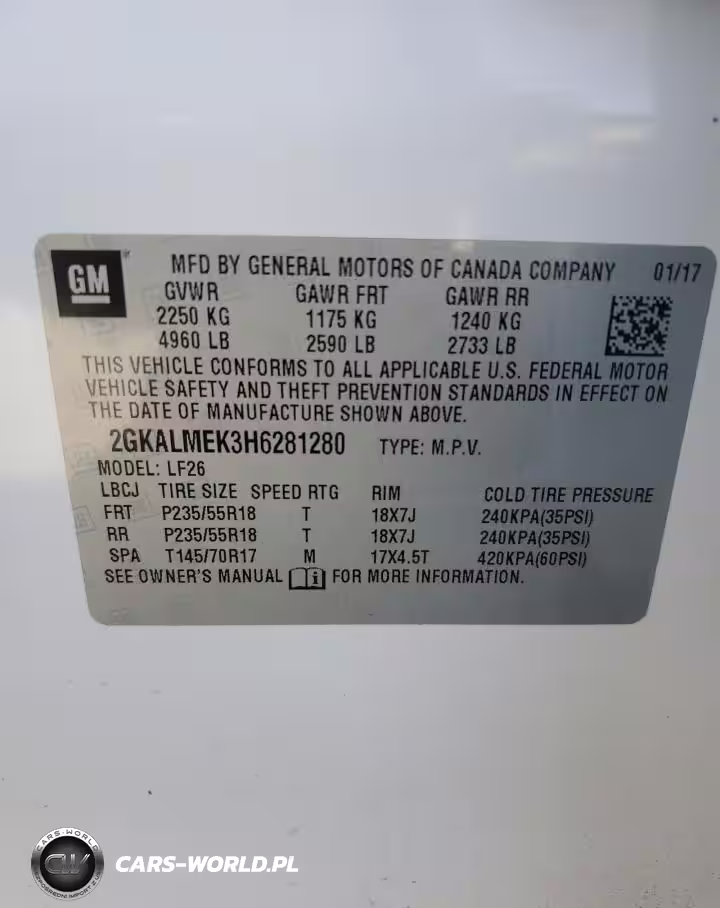 GM
MFD BY GENERAL MOTORS OF CANADA COMPANY 01/17
GVWR GAWR FRT GAWR RR
2250 KG 1175 KG 1240 KG
4960 LB 2590 LB 2733 LB
THIS VEHICLE CONFORMS TO ALL APPLICABLE U.S. FEDERAL MOTOR
VEHICLE SAFETY AND THEFT PREVENTION STANDARDS IN EFFECT ON
THE DATE OF MANUFACTURE SHOWN ABOVE.
2GKALMEK3H6281280 TYPE: M.P.V.
MODEL: LF26
LBCJ TIRE SIZE SPEED RTG RIM COLD TIRE PRESSURE
FRT P235/55R18 T 18X7J 240KPA(35PSI)
RR P235/55R18 T 18X7J 240KPA(35PSI)
SPA T145/70R17 M 17X4.5T 420KPA(60PSI)
SEE OWNER'S MANUAL FOR MORE INFORMATION.
CARS-WORLD
CW
CARS-WORLD.PL